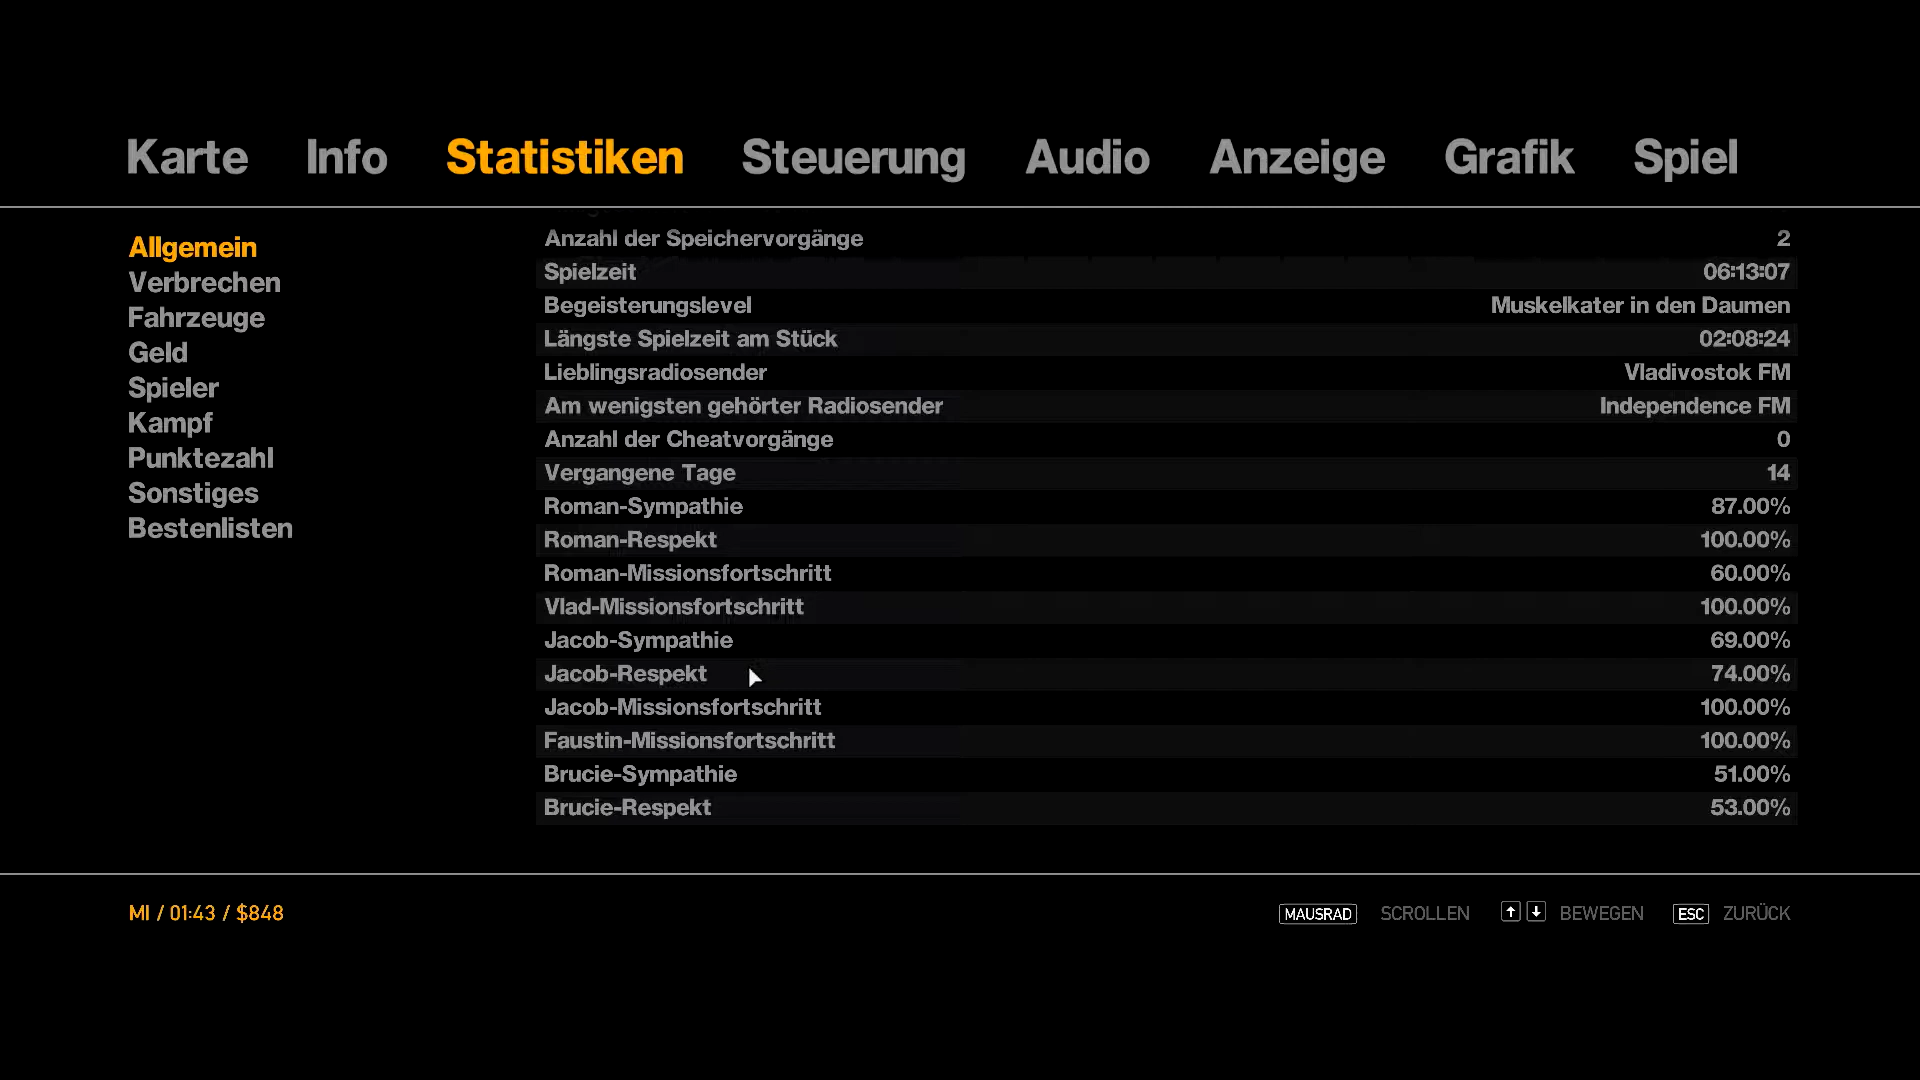 Karte Info Statistiken Steuerung Audio Anzeige Grafik Spiel
Allgemein
Verbrechen
Fahrzeuge
Geld
Spieler
Kampf
Punktezahl
Sonstiges
Bestenlisten
Anzahl der Speichervorgänge 2
Spielzeit 06:13:07
Begeisterungslevel Muskelkater in den Daumen
Längste Spielzeit am Stück 02:08:24
Lieblingsradiosender Vladivostok FM
Am wenigsten gehörter Radiosender Independence FM
Anzahl der Cheatvorgänge 0
Vergangene Tage 14
Roman-Sympathie 87.00%
Roman-Respekt 100.00%
Roman-Missionsfortschritt 60.00%
Vlad-Missionsfortschritt 100.00%
Jacob-Sympathie 69.00%
Jacob-Respekt 74.00%
Jacob-Missionsfortschritt 100.00%
Faustin-Missionsfortschritt 100.00%
Brucie-Sympathie 51.00%
Brucie-Respekt 53.00%
MI / 01:43 / $848
MAUSRAD SCROLLEN BEWEGEN ESC ZURÜCK